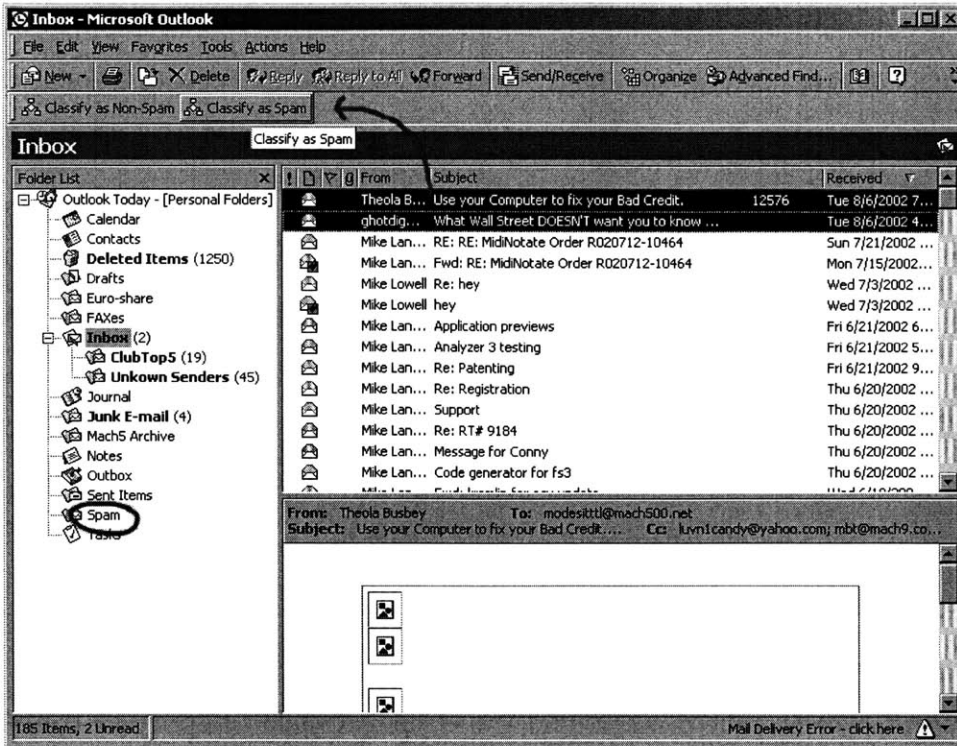 Inbox - Microsoft Outlook
File Edit View Favorites Tools Actions Help
New Delete Reply Reply to All Forward Send/Receive Organize Advanced Find...
Classify as Non-Spam Classify as Spam
Classify as Spam
Inbox
Folder List
Outlook Today - [Personal Folders]
Calendar
Contacts
Deleted Items (1250)
Drafts
Euro-share
FAXes
Inbox (2)
ClubTop5 (19)
Unkown Senders (45)
Journal
Junk E-mail (4)
Mach5 Archive
Notes
Outbox
Sent Items
Spam
Tasks
! From Subject Received
Theola B... Use your Computer to fix your Bad Credit. 12576 Tue 8/6/2002 7...
ghotdig... What Wall Street DOESN'T want you to know ... Tue 8/6/2002 4...
Mike Lan... RE: RE: MidiNotate Order R020712-10464 Sun 7/21/2002 ...
Mike Lan... Fwd: RE: MidiNotate Order R020712-10464 Mon 7/15/2002...
Mike Lowell Re: hey Wed 7/3/2002 ...
Mike Lowell hey Wed 7/3/2002 ...
Mike Lan... Application previews Fri 6/21/2002 6...
Mike Lan... Analyzer 3 testing Fri 6/21/2002 5...
Mike Lan... Re: Patenting Fri 6/21/2002 9...
Mike Lan... Re: Registration Thu 6/20/2002 ...
Mike Lan... Support Thu 6/20/2002 ...
Mike Lan... Re: RT# 9184 Thu 6/20/2002 ...
Mike Lan... Message for Conny Thu 6/20/2002 ...
Mike Lan... Code generator for fs3 Thu 6/20/2002 ...
From: Theola Busbey To: modesitttl@mach500.net
Subject: Use your Computer to fix your Bad Credit.... Cc: luvn1candy@yahoo.com; mbt@mach9.co...
185 Items, 2 Unread
Mail Delivery Error - click here